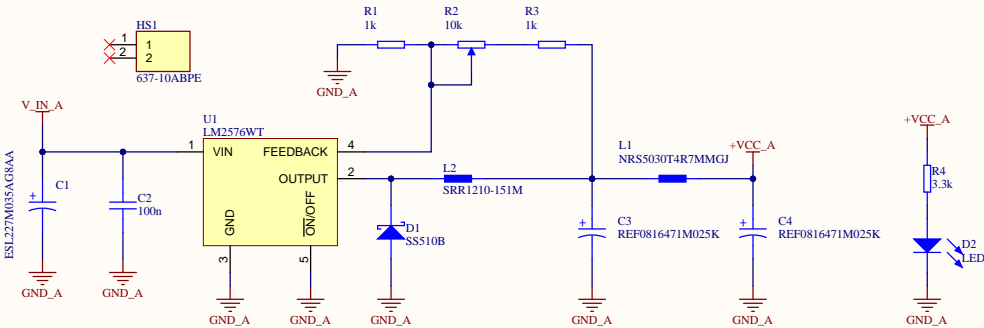 HS1
1
2
1
2
637-10ABPE
R1
1k
R2
10k
R3
1k
GND_A
V_IN_A
U1
LM2576WT
1
VIN
FEEDBACK
4
OUTPUT
2
GND
ON/OFF
3
5
GND_A
GND_A
ESL227M035AG8AA
+
C1
GND_A
C2
100n
GND_A
D1
SS510B
GND_A
L2
SRR1210-151M
L1
NRS5030T4R7MMGJ
+VCC_A
+
C3
REF0816471M025K
GND_A
+
C4
REF0816471M025K
GND_A
+VCC_A
R4
3.3k
D2
LED
GND_A